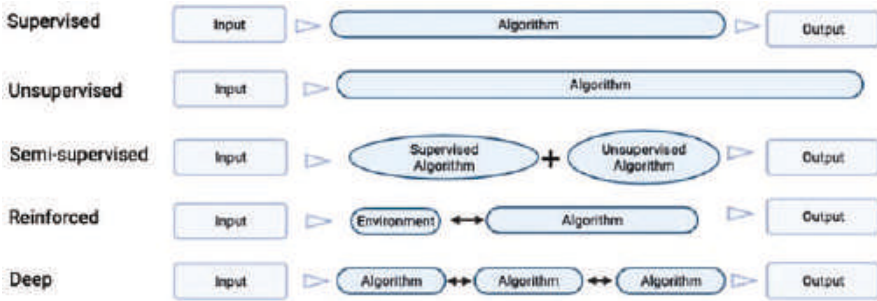 Supervised
Input
Algorithm
Output
Unsupervised
Input
Algorithm
Semi-supervised
Input
Supervised
Algorithm
+
Unsupervised
Algorithm
Output
Reinforced
Input
Environment
Algorithm
Output
Deep
Input
Algorithm
Algorithm
Algorithm
Output